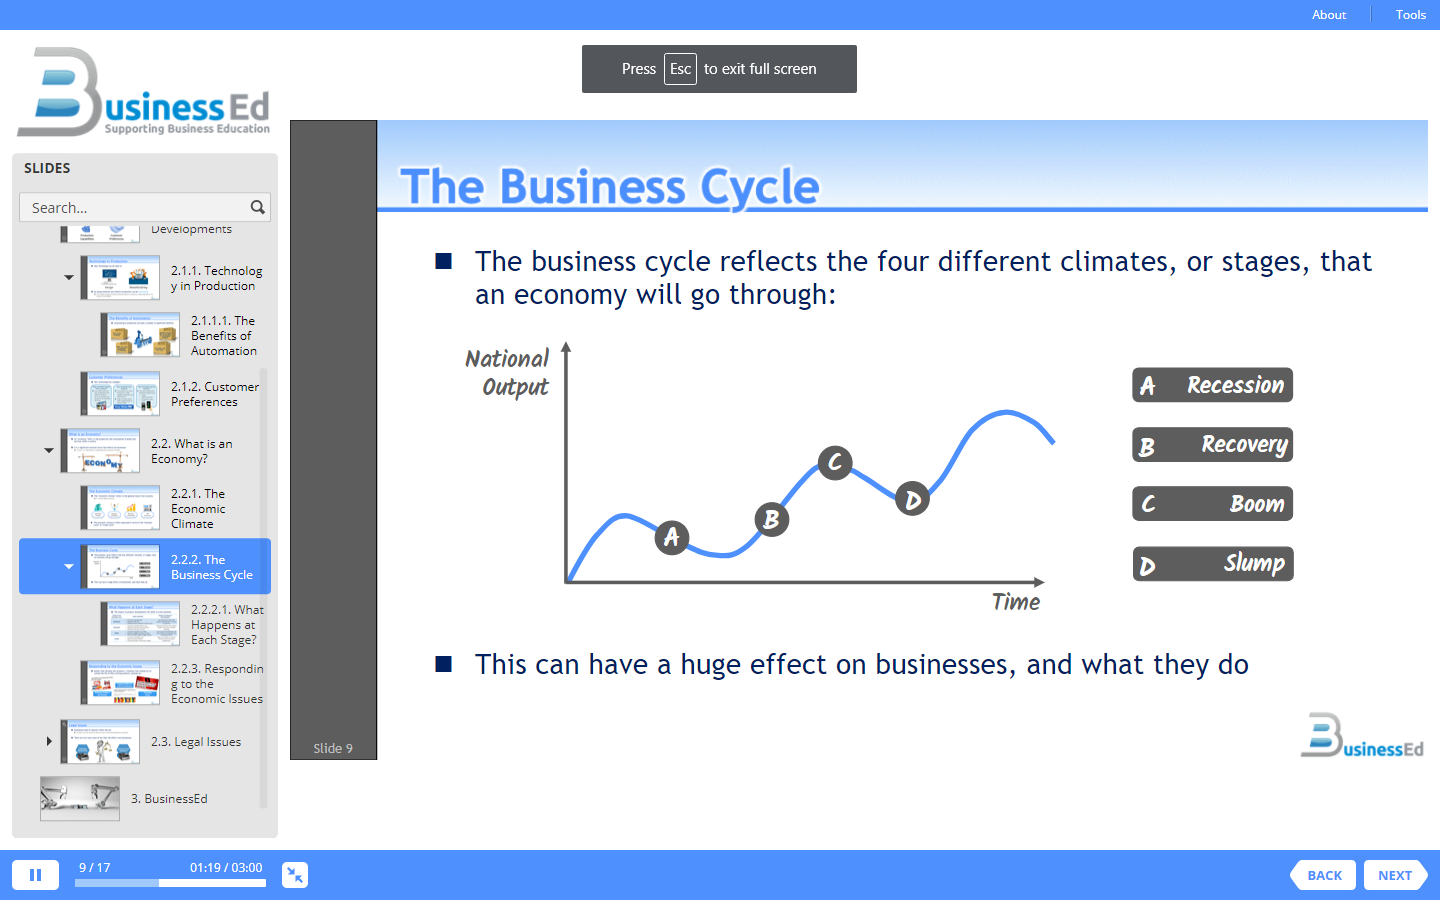 About
Tools
Press Esc to exit full screen
BusinessEd
Supporting Business Education
SLIDES
Search...
Developments
2.1.1. Technolog
y in Production
2.1.1.1. The
Benefits of
Automation
2.1.2. Customer
Preferences
2.2. What is an
Economy?
2.2.1. The
Economic
Climate
2.2.2. The
Business Cycle
2.2.2.1. What
Happens at
Each Stage?
2.2.3. Respondin
g to the
Economic Issues
2.3. Legal Issues
3. BusinessEd
The Business Cycle
The business cycle reflects the four different climates, or stages, that
an economy will go through:
National
Output
A
B
C
D
Time
A Recession
B Recovery
C Boom
D Slump
This can have a huge effect on businesses, and what they do
Slide 9
BusinessEd
9 / 17
01:19 / 03:00
BACK
NEXT